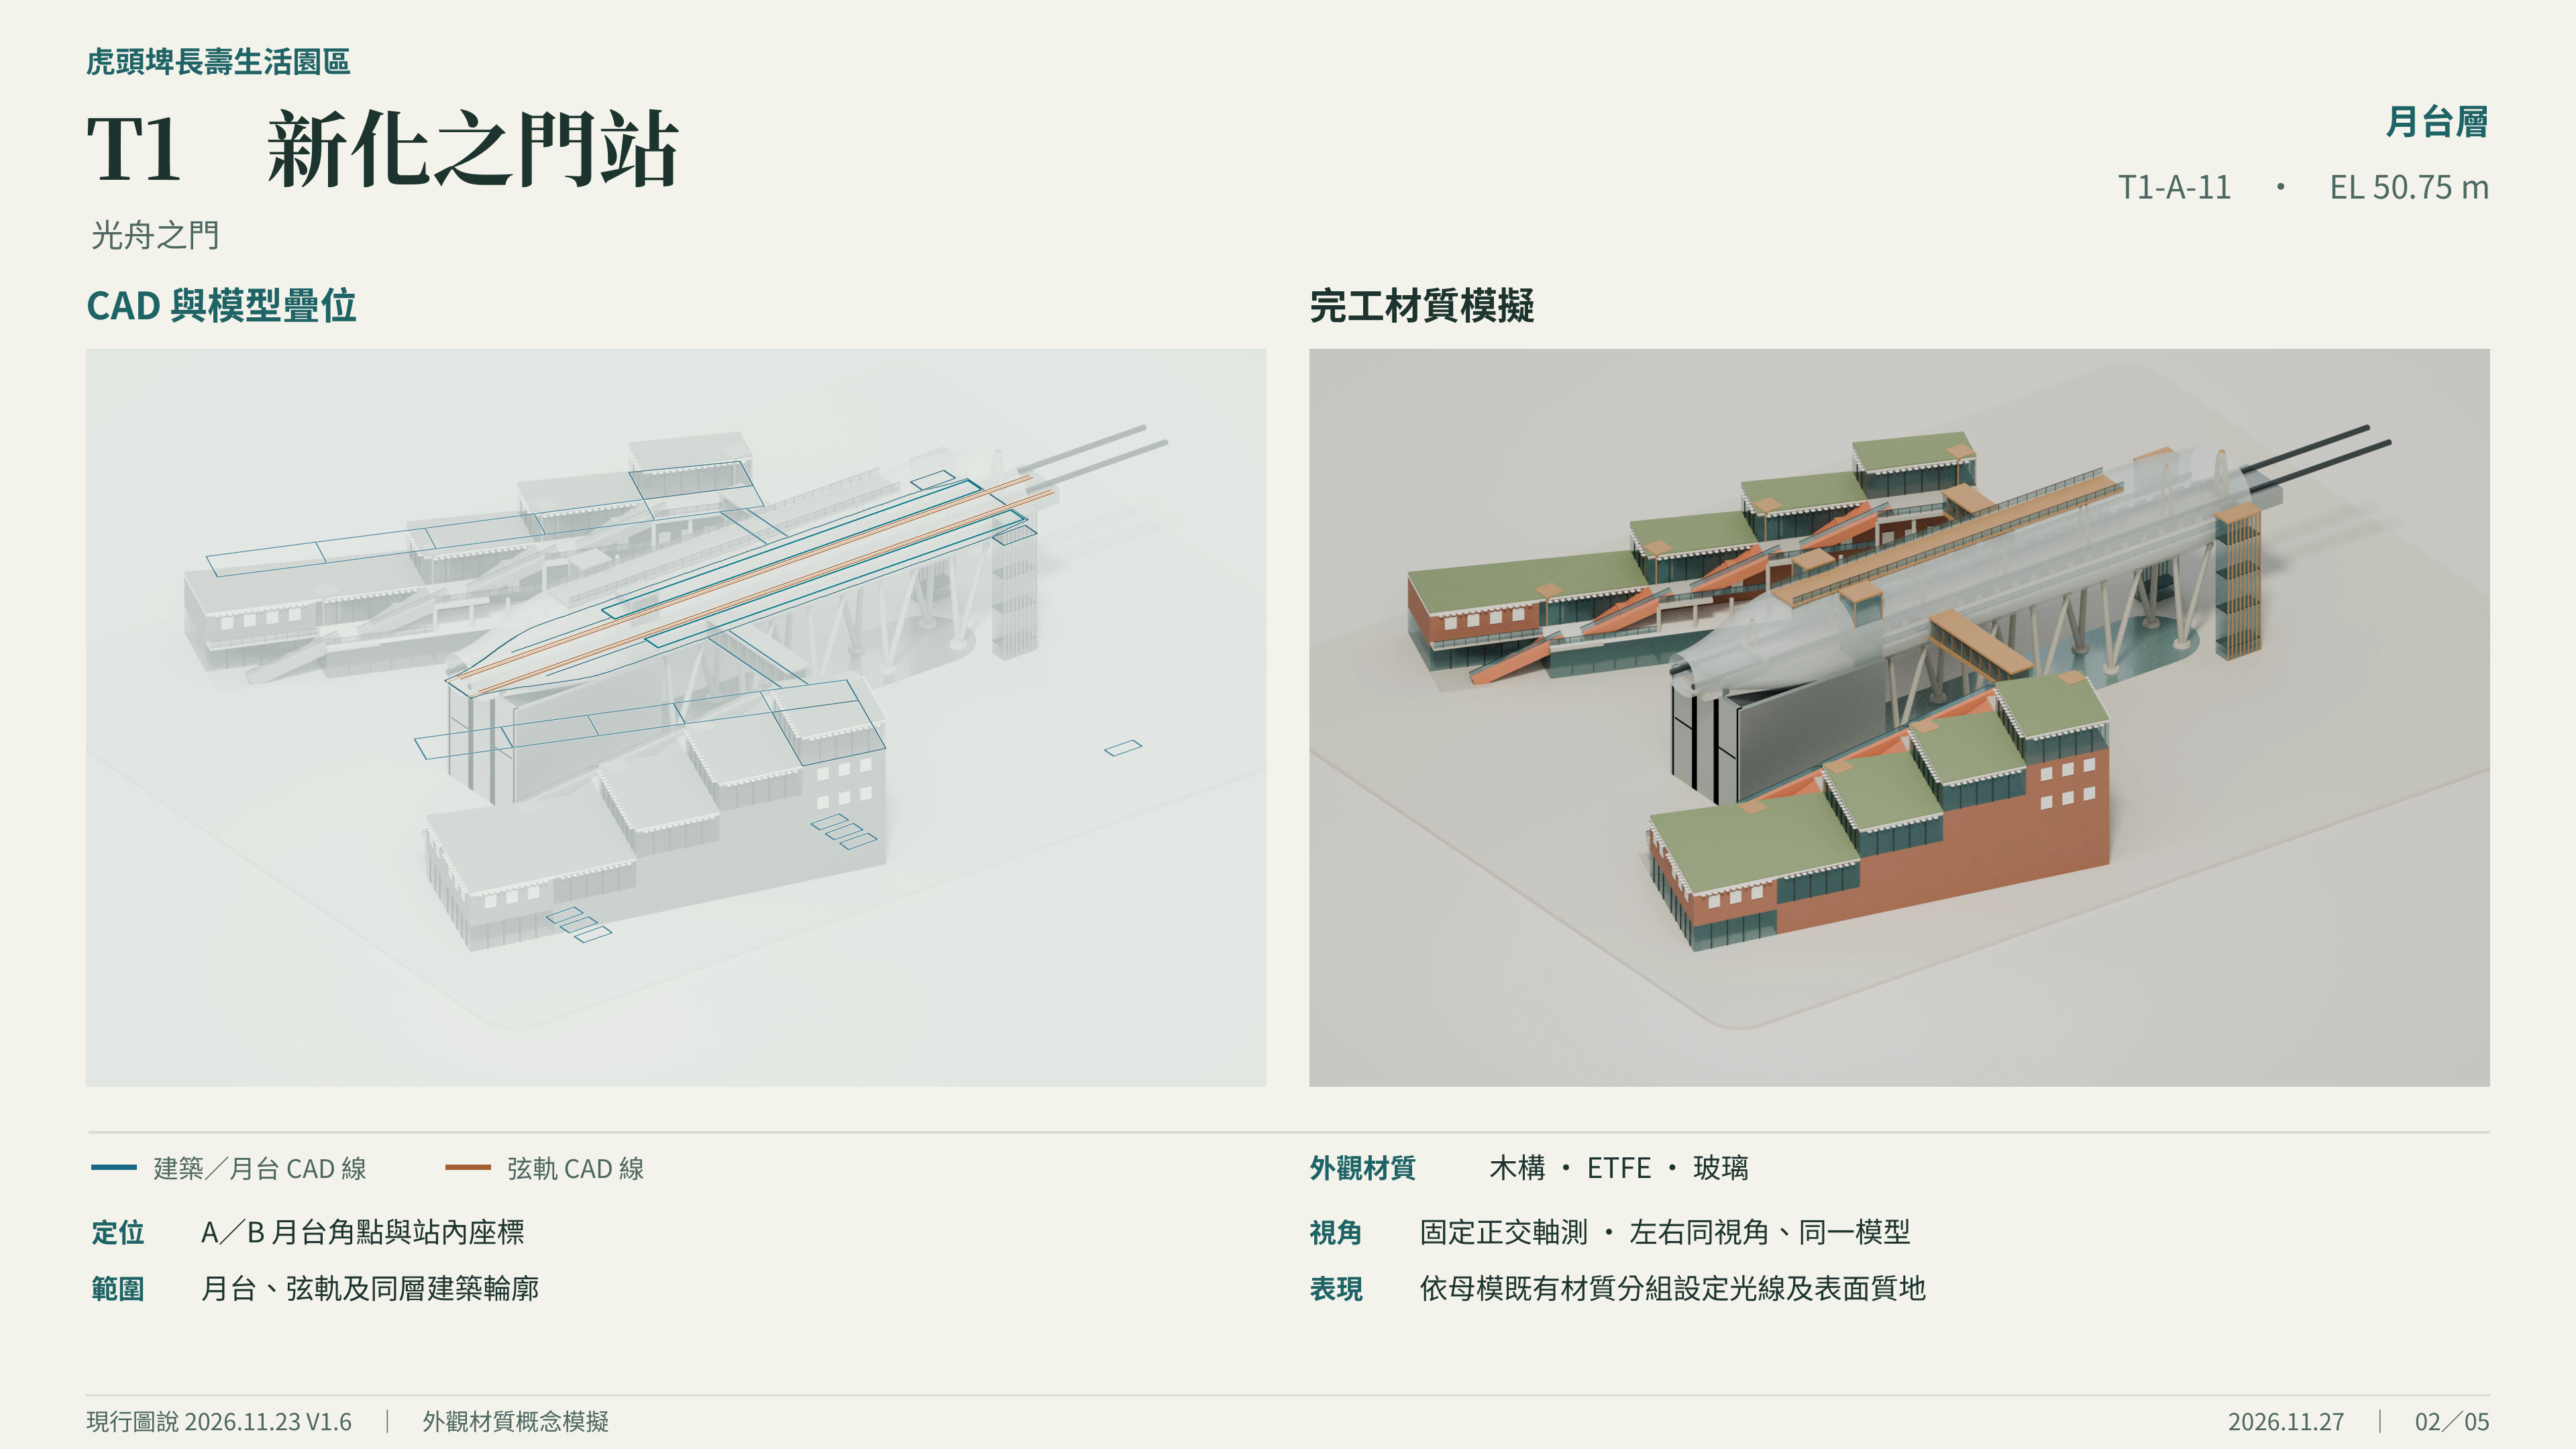 虎頭埤長壽生活園區
T1 新化之門站
光舟之門
月台層
T1-A-11 ・ EL 50.75 m
CAD 與模型疊位
完工材質模擬
建築／月台 CAD 線
弦軌 CAD 線
定位 A／B 月台角點與站內座標
範圍 月台、弦軌及同層建築輪廓
外觀材質 木構 ・ ETFE ・ 玻璃
視角 固定正交軸測 ・ 左右同視角、同一模型
表現 依母模既有材質分組設定光線及表面質地
現行圖說 2026.11.23 V1.6 ｜ 外觀材質概念模擬
2026.11.27 ｜ 02／05